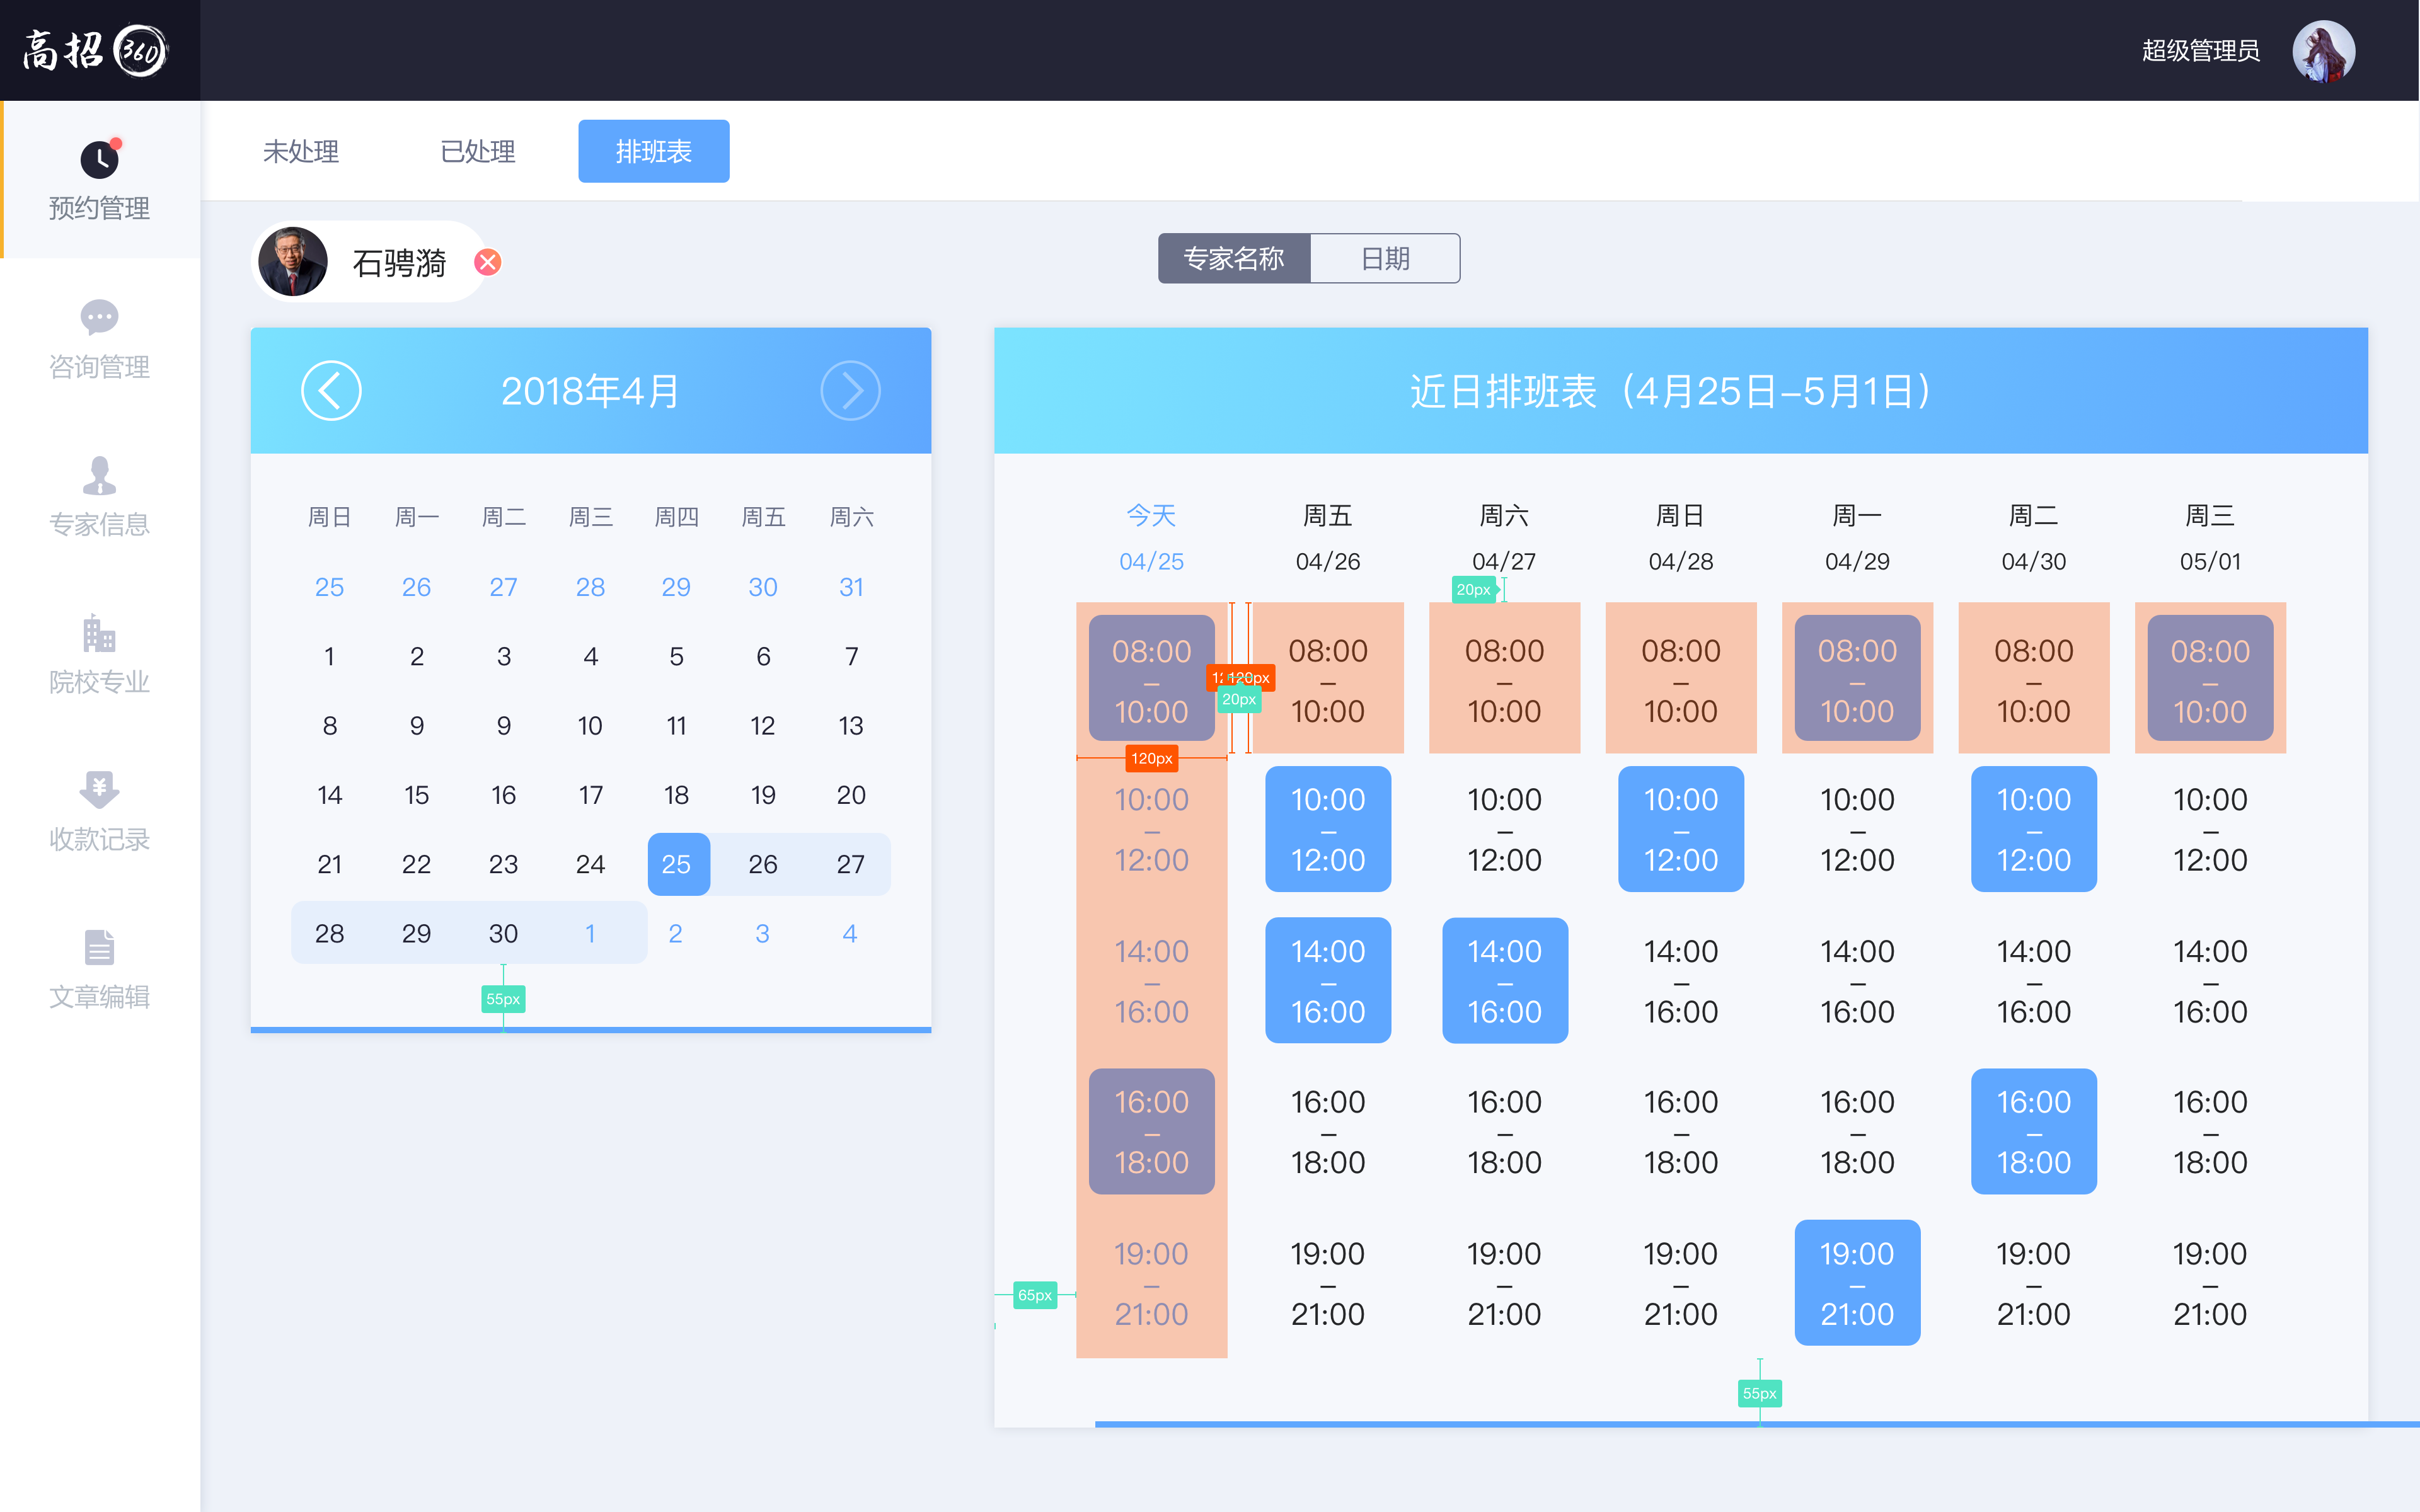 高招360
超级管理员
预约管理
咨询管理
专家信息
院校专业
收款记录
文章编辑
未处理 已处理 排班表
石骋漪
专家名称 日期
2018年4月
周日 周一 周二 周三 周四 周五 周六
25 26 27 28 29 30 31
1 2 3 4 5 6 7
8 9 9 10 11 12 13
14 15 16 17 18 19 20
21 22 23 24 25 26 27
28 29 30 1 2 3 4
55px
近日排班表（4月25日–5月1日）
今天 周五 周六 周日 周一 周二 周三
04/25 04/26 04/27 04/28 04/29 04/30 05/01
20px
08:00 08:00 08:00 08:00 08:00 08:00 08:00
– – – – – – –
120px
20px
10:00 10:00 10:00 10:00 10:00 10:00 10:00
120px
10:00 10:00 10:00 10:00 10:00 10:00 10:00
– – – – – – –
12:00 12:00 12:00 12:00 12:00 12:00 12:00
14:00 14:00 14:00 14:00 14:00 14:00 14:00
– – – – – – –
16:00 16:00 16:00 16:00 16:00 16:00 16:00
16:00 16:00 16:00 16:00 16:00 16:00 16:00
– – – – – – –
18:00 18:00 18:00 18:00 18:00 18:00 18:00
19:00 19:00 19:00 19:00 19:00 19:00 19:00
– – – – – – –
65px
21:00 21:00 21:00 21:00 21:00 21:00 21:00
55px